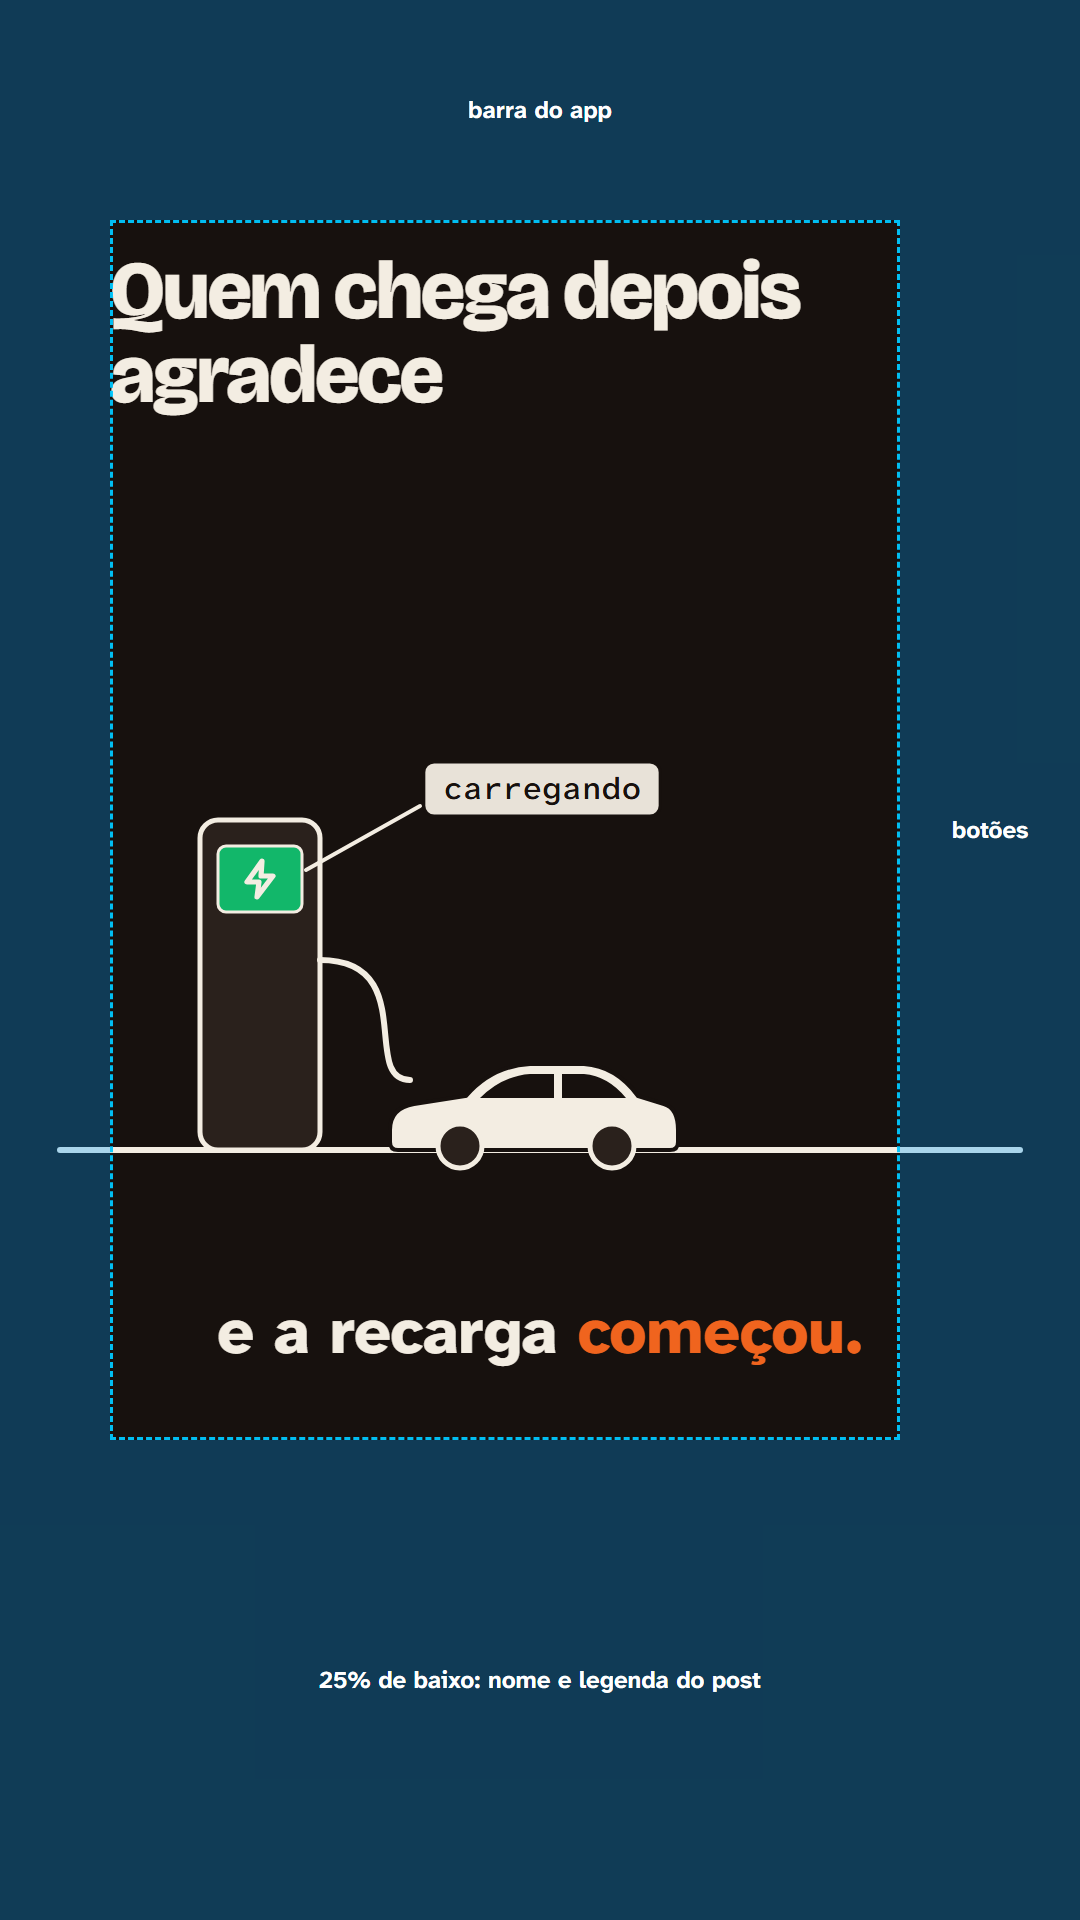 barra do app
Quem chega depois
agradece
carregando
botões
e a recarga começou.
25% de baixo: nome e legenda do post